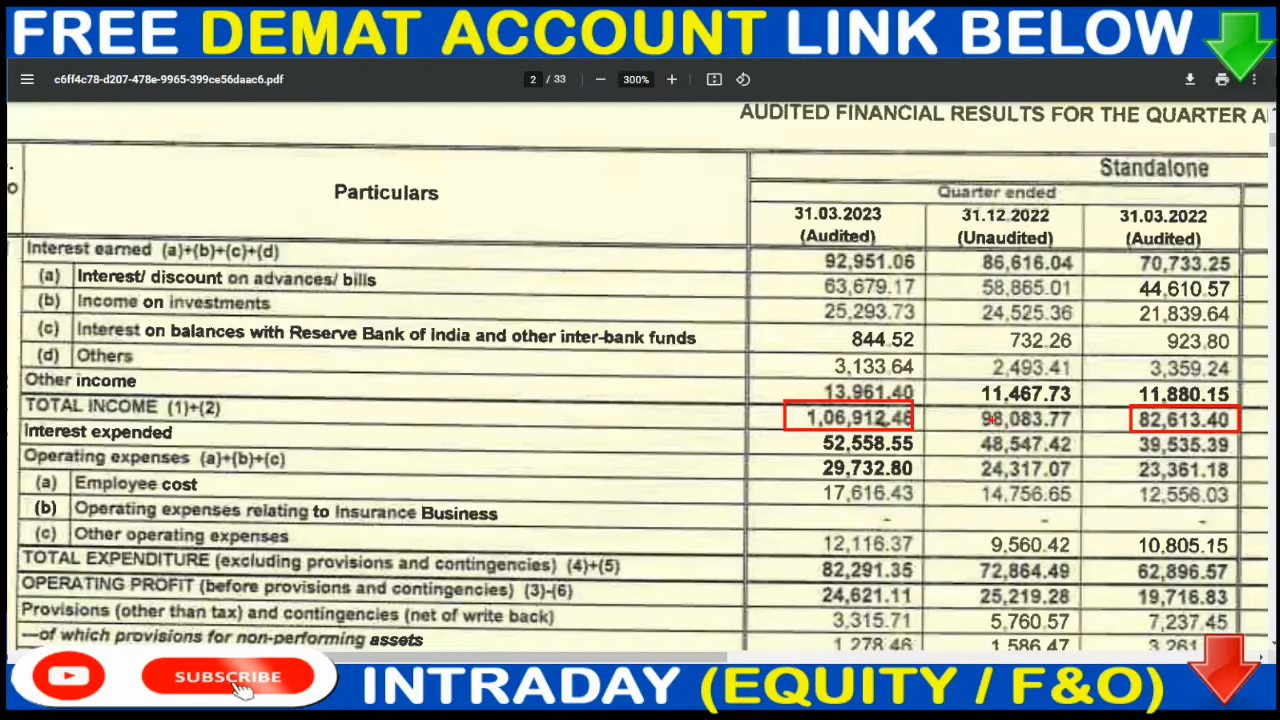 FREE DEMAT ACCOUNT LINK BELOW
c6ff4c78-d207-478e-9965-399ce56daac6.pdf 2 / 33 — 300% +
AUDITED FINANCIAL RESULTS FOR THE QUARTER A
Standalone
Particulars
Quarter ended
31.03.2023 31.12.2022 31.03.2022
(Audited) (Unaudited) (Audited)
Interest earned (a)+(b)+(c)+(d) 92,951.06 86,616.04 70,733.25
(a) Interest/ discount on advances/ bills 63,679.17 58,865.01 44,610.57
(b) Income on investments 25,293.73 24,525.36 21,839.64
(c) Interest on balances with Reserve Bank of India and other inter-bank funds 844.52 732.26 923.80
(d) Others 3,133.64 2,493.41 3,359.24
Other income 13,961.40 11,467.73 11,880.15
TOTAL INCOME (1)+(2) 1,06,912.46 98,083.77 82,613.40
Interest expended 52,558.55 48,547.42 39,535.39
Operating expenses (a)+(b)+(c) 29,732.80 24,317.07 23,361.18
(a) Employee cost 17,616.43 14,756.65 12,556.03
(b) Operating expenses relating to Insurance Business - - -
(c) Other operating expenses 12,116.37 9,560.42 10,805.15
TOTAL EXPENDITURE (excluding provisions and contingencies) (4)+(5) 82,291.35 72,864.49 62,896.57
OPERATING PROFIT (before provisions and contingencies) (3)-(6) 24,621.11 25,219.28 19,716.83
Provisions (other than tax) and contingencies (net of write back) 3,315.71 5,760.57 7,237.45
—of which provisions for non-performing assets 1,278.46 1,586.47 3,261
SUBSCRIBE
INTRADAY (EQUITY / F&O)